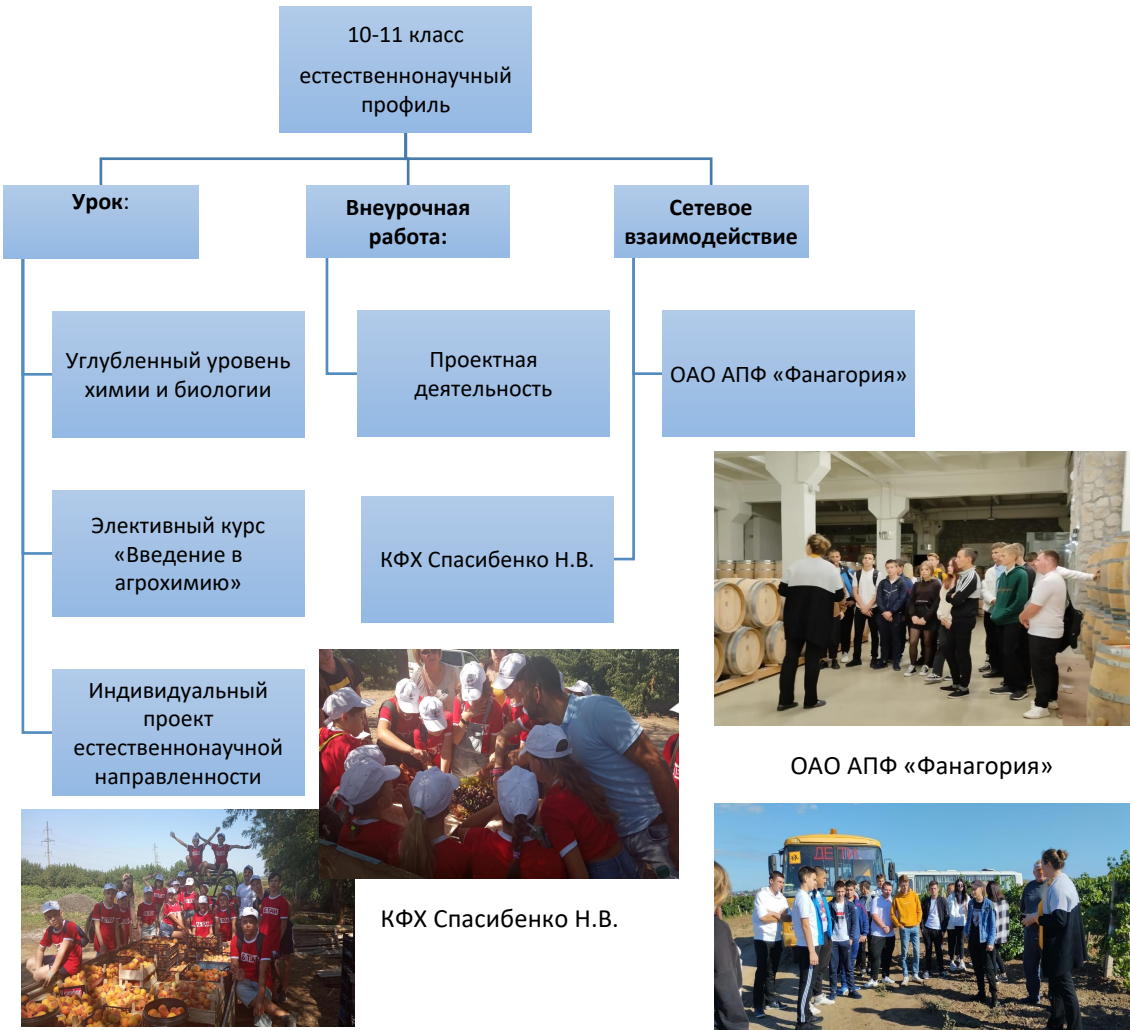 10-11 класс
естественнонаучный
профиль
Урок:
Внеурочная
работа:
Сетевое
взаимодействие
Углубленный уровень
химии и биологии
Проектная
деятельность
ОАО АПФ «Фанагория»
Элективный курс
«Введение в
агрохимию»
КФХ Спасибенко Н.В.
Индивидуальный
проект
естественнонаучной
направленности
ОАО АПФ «Фанагория»
КФХ Спасибенко Н.В.
ДЕТИ